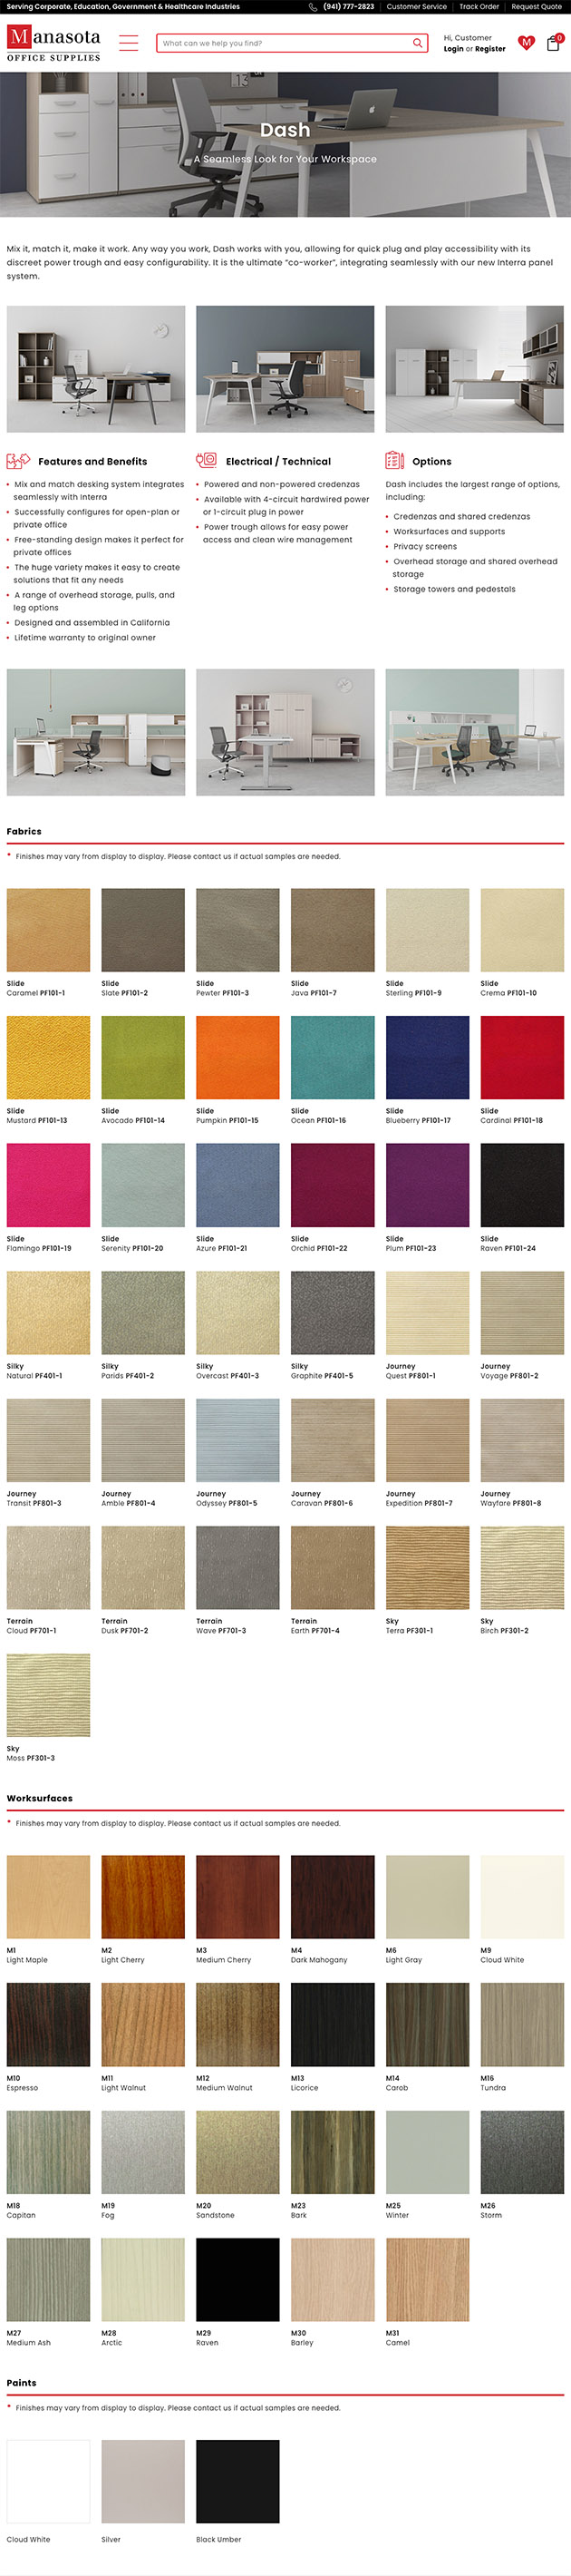 Serving Corporate, Education, Government & Healthcare Industries
(941) 777-2823
Customer Service
Track Order
Request Quote
Manasota
OFFICE SUPPLIES
What can we help you find?
Hi, Customer
Login or Register
M
0
Dash
A Seamless Look for Your Workspace
Mix it, match it, make it work. Any way you work, Dash works with you, allowing for quick plug and play accessibility with its
discreet power trough and easy configurability. It is the ultimate "co-worker", integrating seamlessly with our new Interra panel
system.
Features and Benefits
• Mix and match desking system integrates
seamlessly with Interra
• Successfully configures for open-plan or
private office
• Free-standing design makes it perfect for
private offices
• The huge variety makes it easy to create
solutions that fit any needs
• A range of overhead storage, pulls, and
leg options
• Designed and assembled in California
• Lifetime warranty to original owner
Electrical / Technical
• Powered and non-powered credenzas
• Available with 4-circuit hardwired power
or 1-circuit plug in power
• Power trough allows for easy power
access and clean wire management
Options
Dash includes the largest range of options,
including:
• Credenzas and shared credenzas
• Worksurfaces and supports
• Privacy screens
• Overhead storage and shared overhead
storage
• Storage towers and pedestals
Fabrics
* Finishes may vary from display to display. Please contact us if actual samples are needed.
Slide
Caramel PF101-1
Slide
Slate PF101-2
Slide
Pewter PF101-3
Slide
Java PF101-7
Slide
Sterling PF101-9
Slide
Crema PF101-10
Slide
Mustard PF101-13
Slide
Avocado PF101-14
Slide
Pumpkin PF101-15
Slide
Ocean PF101-16
Slide
Blueberry PF101-17
Slide
Cardinal PF101-18
Slide
Flamingo PF101-19
Slide
Serenity PF101-20
Slide
Azure PF101-21
Slide
Orchid PF101-22
Slide
Plum PF101-23
Slide
Raven PF101-24
Silky
Natural PF401-1
Silky
Parids PF401-2
Silky
Overcast PF401-3
Silky
Graphite PF401-5
Journey
Quest PF801-1
Journey
Voyage PF801-2
Journey
Transit PF801-3
Journey
Amble PF801-4
Journey
Odyssey PF801-5
Journey
Caravan PF801-6
Journey
Expedition PF801-7
Journey
Wayfare PF801-8
Terrain
Cloud PF701-1
Terrain
Dusk PF701-2
Terrain
Wave PF701-3
Terrain
Earth PF701-4
Sky
Terra PF301-1
Sky
Birch PF301-2
Sky
Moss PF301-3
Worksurfaces
* Finishes may vary from display to display. Please contact us if actual samples are needed.
M1
Light Maple
M2
Light Cherry
M3
Medium Cherry
M4
Dark Mahogany
M6
Light Gray
M9
Cloud White
M10
Espresso
M11
Light Walnut
M12
Medium Walnut
M13
Licorice
M14
Carob
M16
Tundra
M18
Capitan
M19
Fog
M20
Sandstone
M23
Bark
M25
Winter
M26
Storm
M27
Medium Ash
M28
Arctic
M29
Raven
M30
Barley
M31
Camel
Paints
* Finishes may vary from display to display. Please contact us if actual samples are needed.
Cloud White
Silver
Black Umber